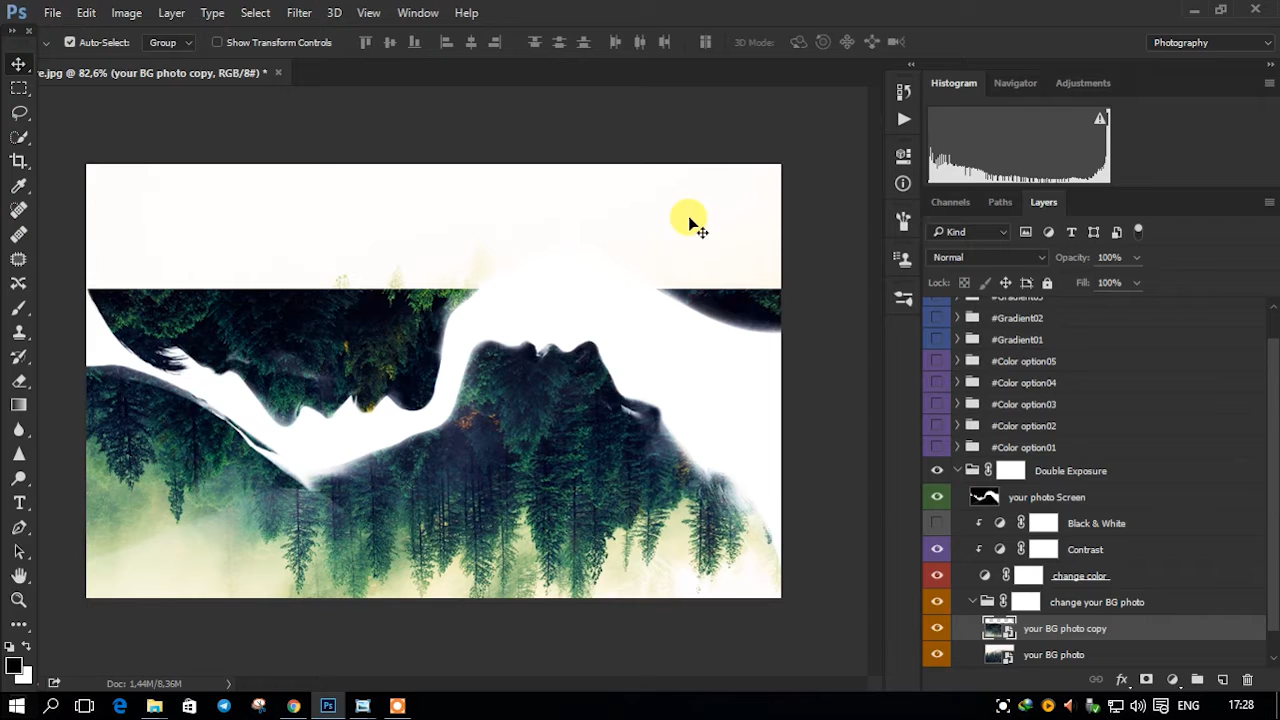 Ps File Edit Image Layer Type Select Filter 3D View Window Help
Auto-Select: Group Show Transform Controls 3D Mode: Photography
e.jpg @ 82,6% (your BG photo copy, RGB/8#) *
Histogram Navigator Adjustments
Channels Paths Layers
Kind
Normal Opacity: 100%
Lock: Fill: 100%
#Gradient03
#Gradient02
#Gradient01
#Color option05
#Color option04
#Color option03
#Color option02
#Color option01
Double Exposure
your photo Screen
Black & White
Contrast
change color
change your BG photo
your BG photo copy
your BG photo
Doc: 1,44M/8,36M
fx
Ps ENG 17:28